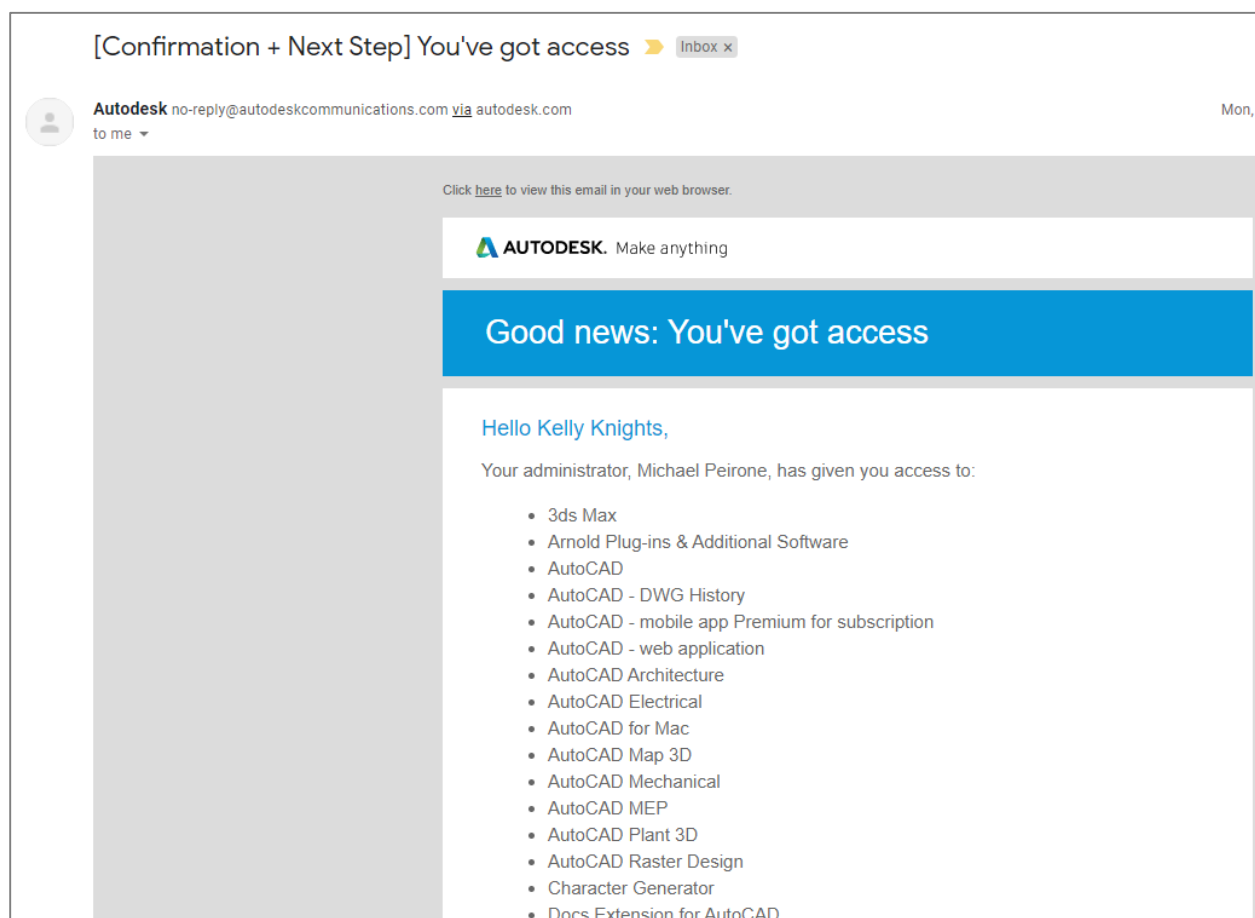 [Confirmation + Next Step] You've got access Inbox x
Autodesk no-reply@autodeskcommunications.com via autodesk.com Mon,
to me
Click here to view this email in your web browser.
AUTODESK. Make anything
Good news: You've got access
Hello Kelly Knights,
Your administrator, Michael Peirone, has given you access to:
• 3ds Max
• Arnold Plug-ins & Additional Software
• AutoCAD
• AutoCAD - DWG History
• AutoCAD - mobile app Premium for subscription
• AutoCAD - web application
• AutoCAD Architecture
• AutoCAD Electrical
• AutoCAD for Mac
• AutoCAD Map 3D
• AutoCAD Mechanical
• AutoCAD MEP
• AutoCAD Plant 3D
• AutoCAD Raster Design
• Character Generator
• Docs Extension for AutoCAD